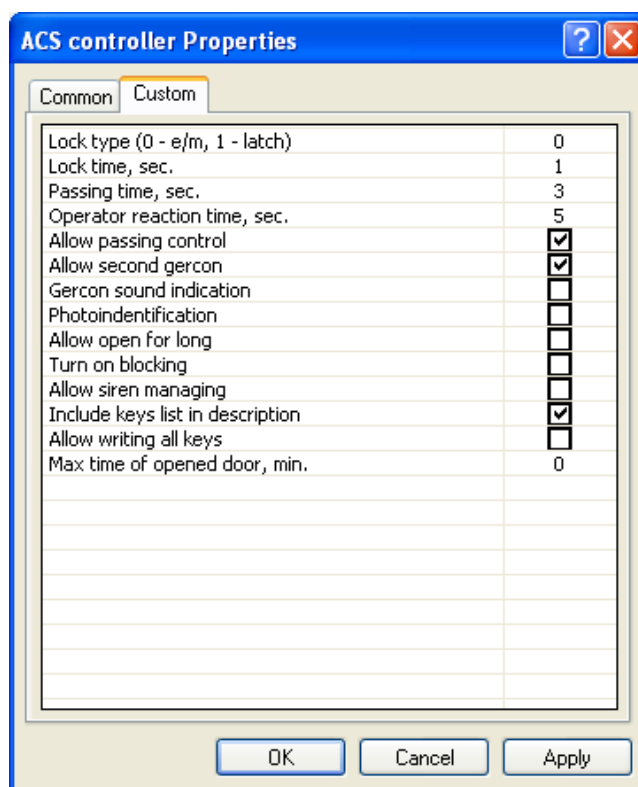 ACS controller Properties
Common Custom
Lock type (0 - e/m, 1 - latch) 0
Lock time, sec. 1
Passing time, sec. 3
Operator reaction time, sec. 5
Allow passing control
Allow second gercon
Gercon sound indication
Photoindentification
Allow open for long
Turn on blocking
Allow siren managing
Include keys list in description
Allow writing all keys
Max time of opened door, min. 0
OK Cancel Apply